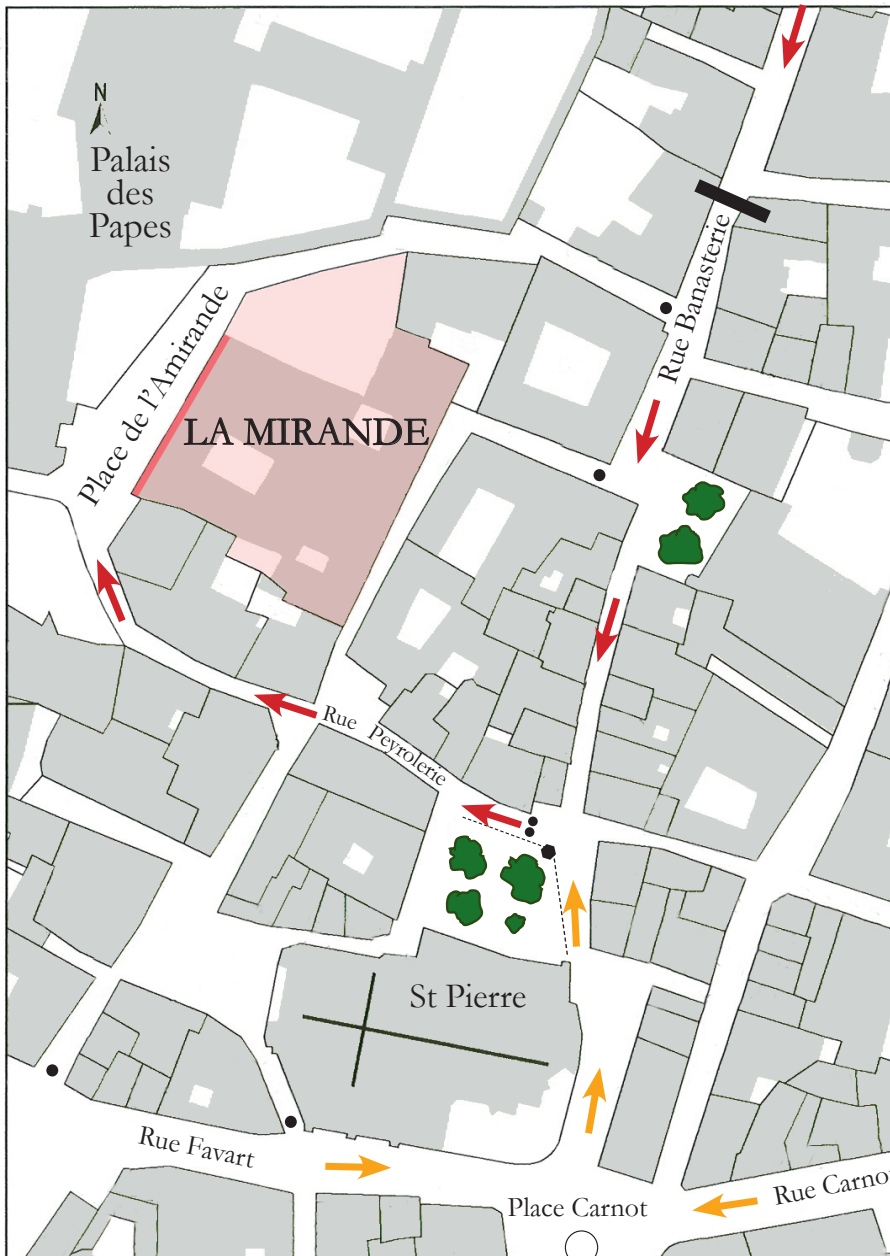 N
Palais
des
Papes
Rue Banasterie
Place de l'Amirande
LA MIRANDE
Rue Peyrolerie
St Pierre
Rue Favart
Place Carnot
Rue Carno